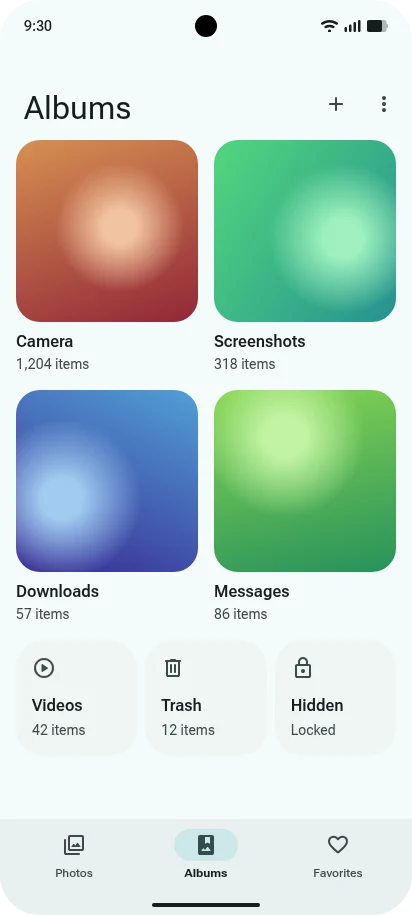 9:30
Albums
Camera
1,204 items
Screenshots
318 items
Downloads
57 items
Messages
86 items
Videos
42 items
Trash
12 items
Hidden
Locked
Photos
Albums
Favorites